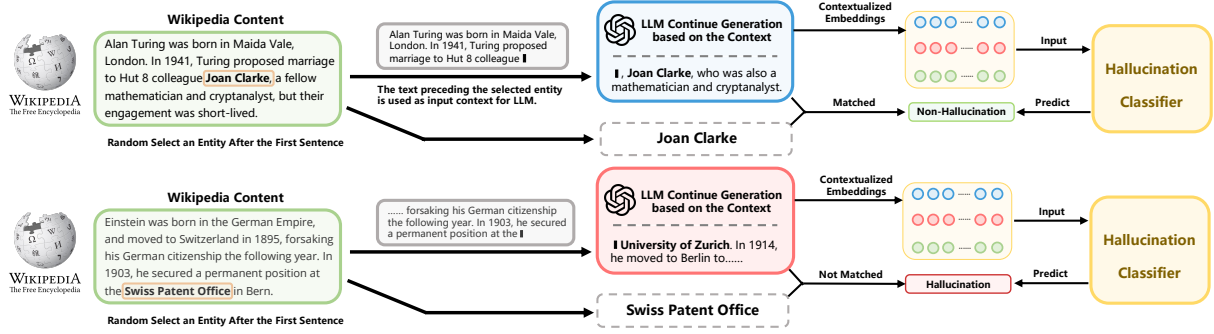 Wikipedia Content
Alan Turing was born in Maida Vale,
London. In 1941, Turing proposed marriage
to Hut 8 colleague Joan Clarke, a fellow
mathematician and cryptanalyst, but their
engagement was short-lived.
Random Select an Entity After the First Sentence
WIKIPEDIA
The Free Encyclopedia
Alan Turing was born in Maida Vale,
London. In 1941, Turing proposed
marriage to Hut 8 colleague
The text preceding the selected entity
is used as input context for LLM.
LLM Continue Generation
based on the Context
, Joan Clarke, who was also a
mathematician and cryptanalyst.
Joan Clarke
Contextualized
Embeddings
......
......
......
Input
Matched
Non-Hallucination
Predict
Hallucination
Classifier
Wikipedia Content
Einstein was born in the German Empire,
and moved to Switzerland in 1895, forsaking
his German citizenship the following year. In
1903, he secured a permanent position at
the Swiss Patent Office in Bern.
Random Select an Entity After the First Sentence
WIKIPEDIA
The Free Encyclopedia
...... forsaking his German citizenship
the following year. In 1903, he secured
a permanent position at the
LLM Continue Generation
based on the Context
University of Zurich. In 1914,
he moved to Berlin to......
Swiss Patent Office
Contextualized
Embeddings
......
......
......
Input
Not Matched
Hallucination
Predict
Hallucination
Classifier